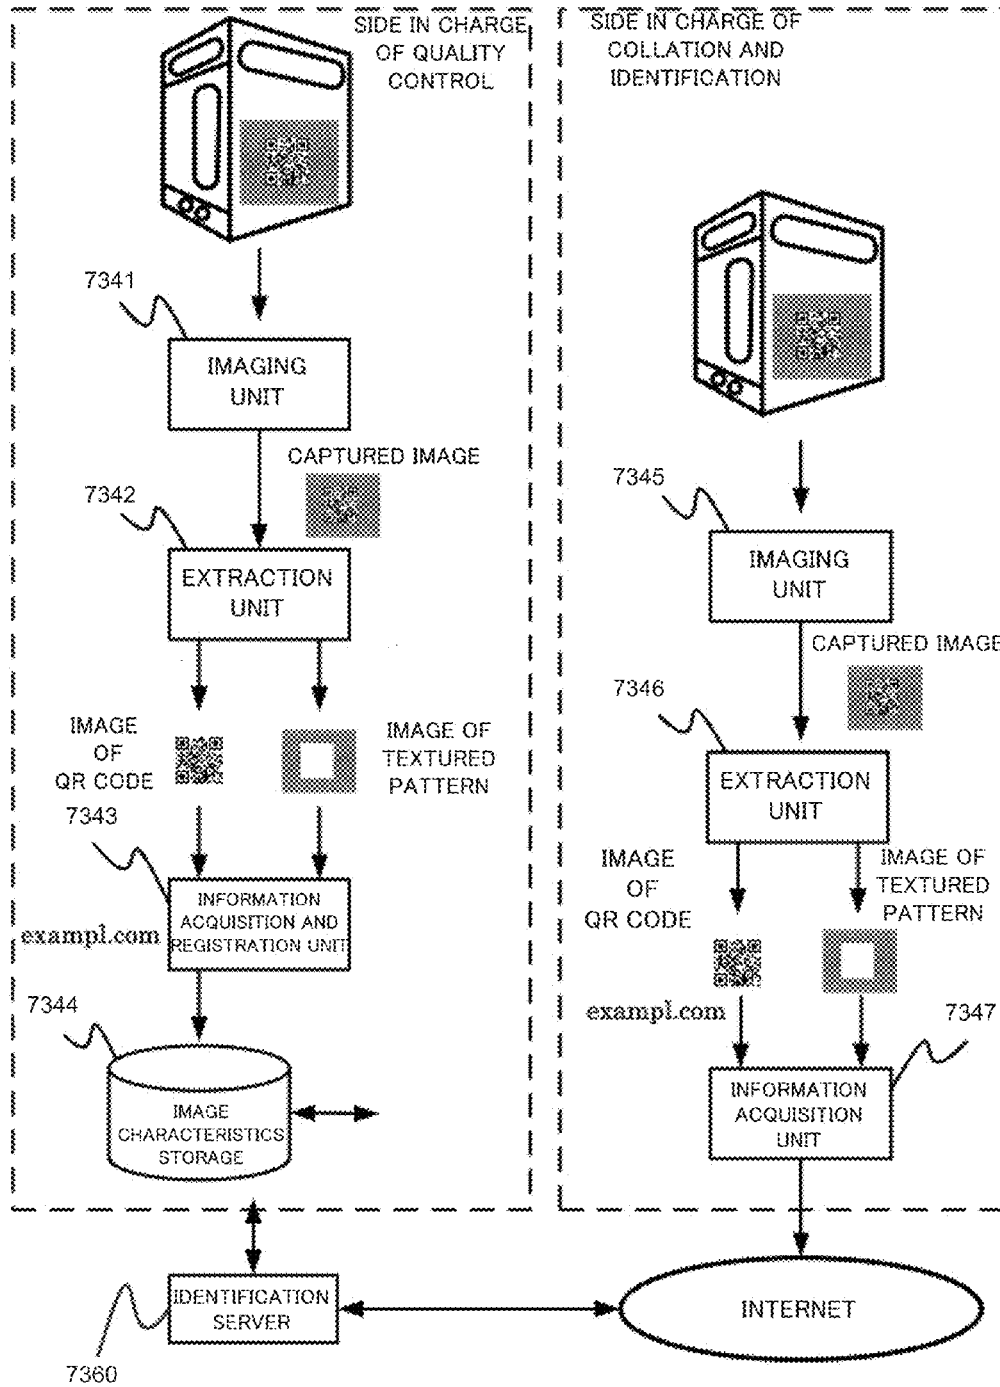 SIDE IN CHARGE
OF QUALITY
CONTROL
7341
IMAGING
UNIT
CAPTURED IMAGE
7342
EXTRACTION
UNIT
IMAGE
OF
QR CODE
IMAGE OF
TEXTURED
PATTERN
7343
INFORMATION
ACQUISITION AND
REGISTRATION UNIT
exampl.com
7344
IMAGE
CHARACTERISTICS
STORAGE
IDENTIFICATION
SERVER
7360
SIDE IN CHARGE OF
COLLATION AND
IDENTIFICATION
7345
IMAGING
UNIT
CAPTURED IMAGE
7346
EXTRACTION
UNIT
IMAGE
OF
QR CODE
IMAGE OF
TEXTURED
PATTERN
exampl.com
7347
INFORMATION
ACQUISITION
UNIT
INTERNET